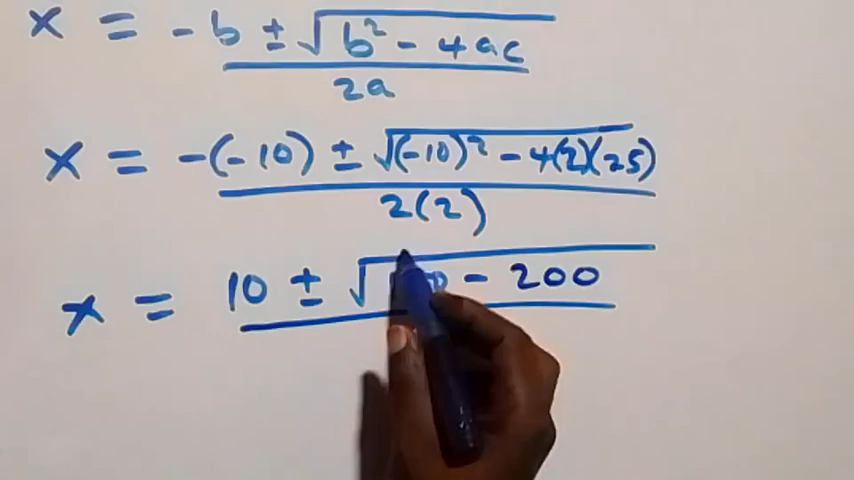 x = -b ± √b² - 4ac
2a
x = -(-10) ± √(-10)² - 4(2)(25)
2(2)
x = 10 ± √ - 200